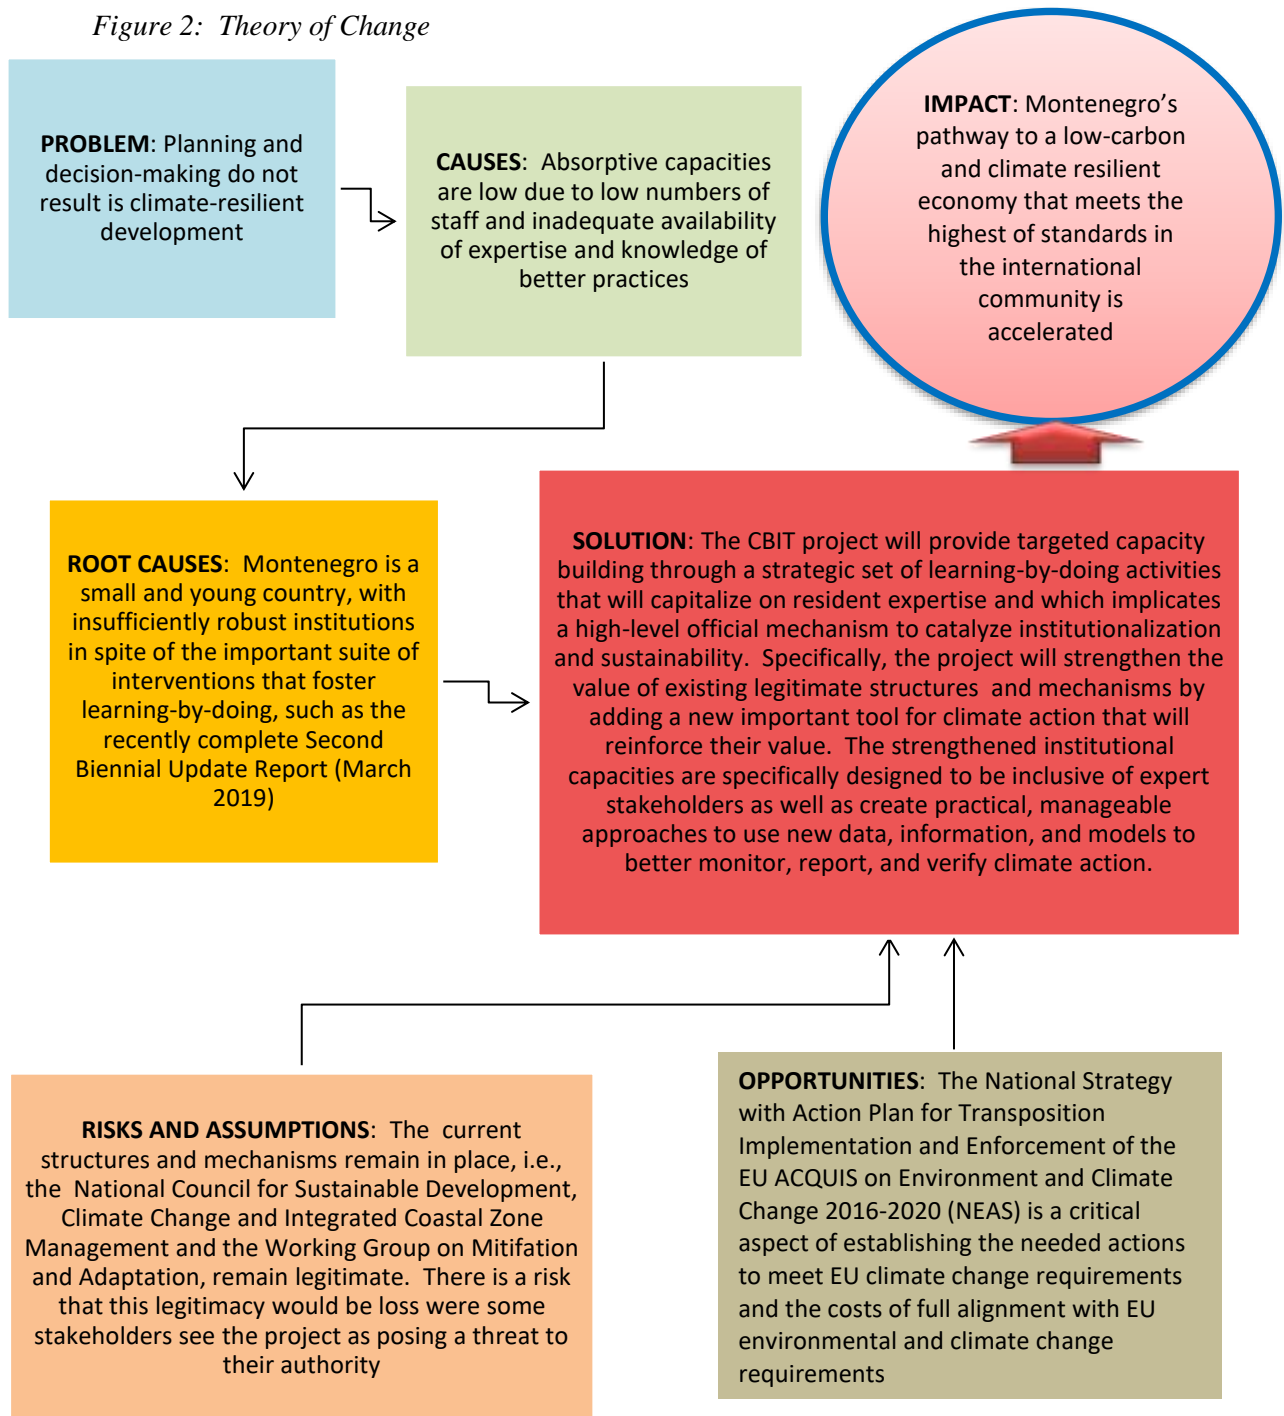 Figure 2: Theory of Change
PROBLEM: Planning and
decision-making do not
result is climate-resilient
development
CAUSES: Absorptive capacities
are low due to low numbers of
staff and inadequate availability
of expertise and knowledge of
better practices
IMPACT: Montenegro's
pathway to a low-carbon
and climate resilient
economy that meets the
highest of standards in
the international
community is
accelerated
ROOT CAUSES: Montenegro is a
small and young country, with
insufficiently robust institutions
in spite of the important suite of
interventions that foster
learning-by-doing, such as the
recently complete Second
Biennial Update Report (March
2019)
SOLUTION: The CBIT project will provide targeted capacity
building through a strategic set of learning-by-doing activities
that will capitalize on resident expertise and which implicates
a high-level official mechanism to catalyze institutionalization
and sustainability. Specifically, the project will strengthen the
value of existing legitimate structures and mechanisms by
adding a new important tool for climate action that will
reinforce their value. The strengthened institutional
capacities are specifically designed to be inclusive of expert
stakeholders as well as create practical, manageable
approaches to use new data, information, and models to
better monitor, report, and verify climate action.
RISKS AND ASSUMPTIONS: The current
structures and mechanisms remain in place, i.e.,
the National Council for Sustainable Development,
Climate Change and Integrated Coastal Zone
Management and the Working Group on Mitifation
and Adaptation, remain legitimate. There is a risk
that this legitimacy would be loss were some
stakeholders see the project as posing a threat to
their authority
OPPORTUNITIES: The National Strategy
with Action Plan for Transposition
Implementation and Enforcement of the
EU ACQUIS on Environment and Climate
Change 2016-2020 (NEAS) is a critical
aspect of establishing the needed actions
to meet EU climate change requirements
and the costs of full alignment with EU
environmental and climate change
requirements